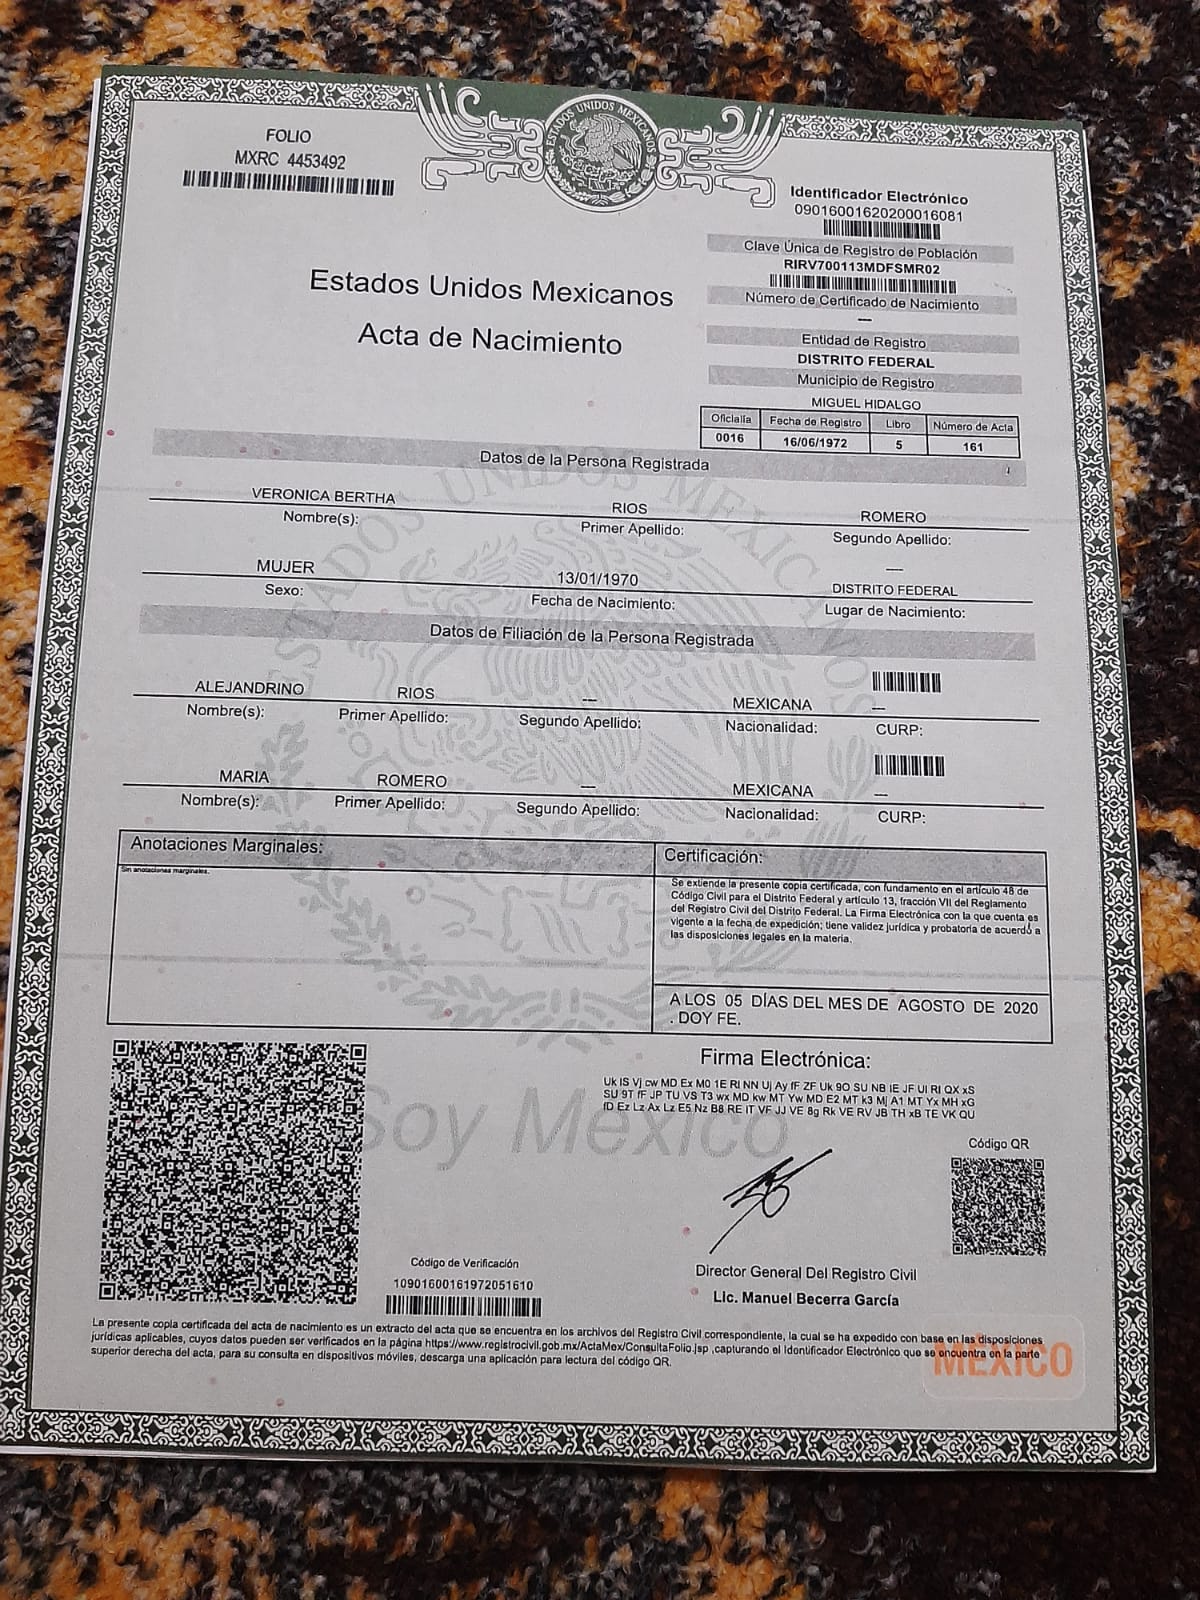 ESTADOS UNIDOS MEXICANOS
FOLIO
MXRC 4453492
Identificador Electrónico
09016001620200016081
Clave Única de Registro de Población
RIRV700113MDFSMR02
Número de Certificado de Nacimiento
---
Entidad de Registro
DISTRITO FEDERAL
Municipio de Registro
MIGUEL HIDALGO
Estados Unidos Mexicanos
Acta de Nacimiento
Oficialía Fecha de Registro Libro Número de Acta
0016 16/06/1972 5 161
Datos de la Persona Registrada
VERONICA BERTHA RIOS ROMERO
Nombre(s): Primer Apellido: Segundo Apellido:
---
MUJER 13/01/1970 DISTRITO FEDERAL
Sexo: Fecha de Nacimiento: Lugar de Nacimiento:
Datos de Filiación de la Persona Registrada
ALEJANDRINO RIOS --- MEXICANA ---
Nombre(s): Primer Apellido: Segundo Apellido: Nacionalidad: CURP:
MARIA ROMERO --- MEXICANA ---
Nombre(s): Primer Apellido: Segundo Apellido: Nacionalidad: CURP:
ESTADOS UNIDOS MEXICANOS
Anotaciones Marginales:
Sin anotaciones marginales.
Certificación:
Se extiende la presente copia certificada, con fundamento en el artículo 48 de
Código Civil para el Distrito Federal y artículo 13, fracción VII del Reglamento
del Registro Civil del Distrito Federal. La Firma Electrónica con la que cuenta es
vigente a la fecha de expedición; tiene validez jurídica y probatoria de acuerdo a
las disposiciones legales en la materia.
A LOS 05 DÍAS DEL MES DE AGOSTO DE 2020
. DOY FE.
Firma Electrónica:
Uk lS Vj cw MD Ex M0 1E Rl NN Uj Ay fF ZF Uk 9O SU NB lE JF Ul Rl QX xS
SU 9T fF JP TU VS T3 wx MD kw MT Yw MD E2 MT k3 Mj A1 MT Yx MH xG
fD Ez Lz Ax Lz E5 Nz B8 RE lT VF JJ VE 8g Rk VE RV JB TH xB TE VK QU
Soy México
Código QR
Código de Verificación
10901600161972051610
Director General Del Registro Civil
Lic. Manuel Becerra García
La presente copia certificada del acta de nacimiento es un extracto del acta que se encuentra en los archivos del Registro Civil correspondiente, la cual se ha expedido con base en las disposiciones
jurídicas aplicables, cuyos datos pueden ser verificados en la página https://www.registrocivil.gob.mx/ActaMex/ConsultaFolio.jsp ,capturando el Identificador Electrónico que se encuentra en la parte
superior derecha del acta, para su consulta en dispositivos móviles, descarga una aplicación para lectura del código QR.
MÉXICO